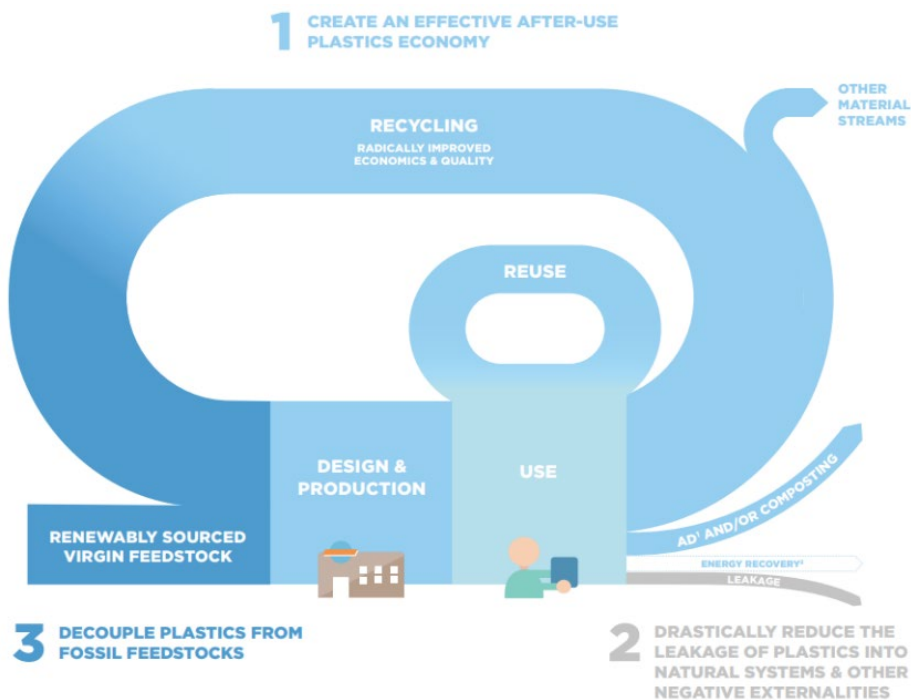 1 CREATE AN EFFECTIVE AFTER-USE
PLASTICS ECONOMY
OTHER
MATERIAL
STREAMS
RECYCLING
RADICALLY IMPROVED
ECONOMICS & QUALITY
REUSE
DESIGN &
PRODUCTION
USE
AD¹ AND/OR COMPOSTING
RENEWABLY SOURCED
VIRGIN FEEDSTOCK
ENERGY RECOVERY²
LEAKAGE
3 DECOUPLE PLASTICS FROM
FOSSIL FEEDSTOCKS
2 DRASTICALLY REDUCE THE
LEAKAGE OF PLASTICS INTO
NATURAL SYSTEMS & OTHER
NEGATIVE EXTERNALITIES